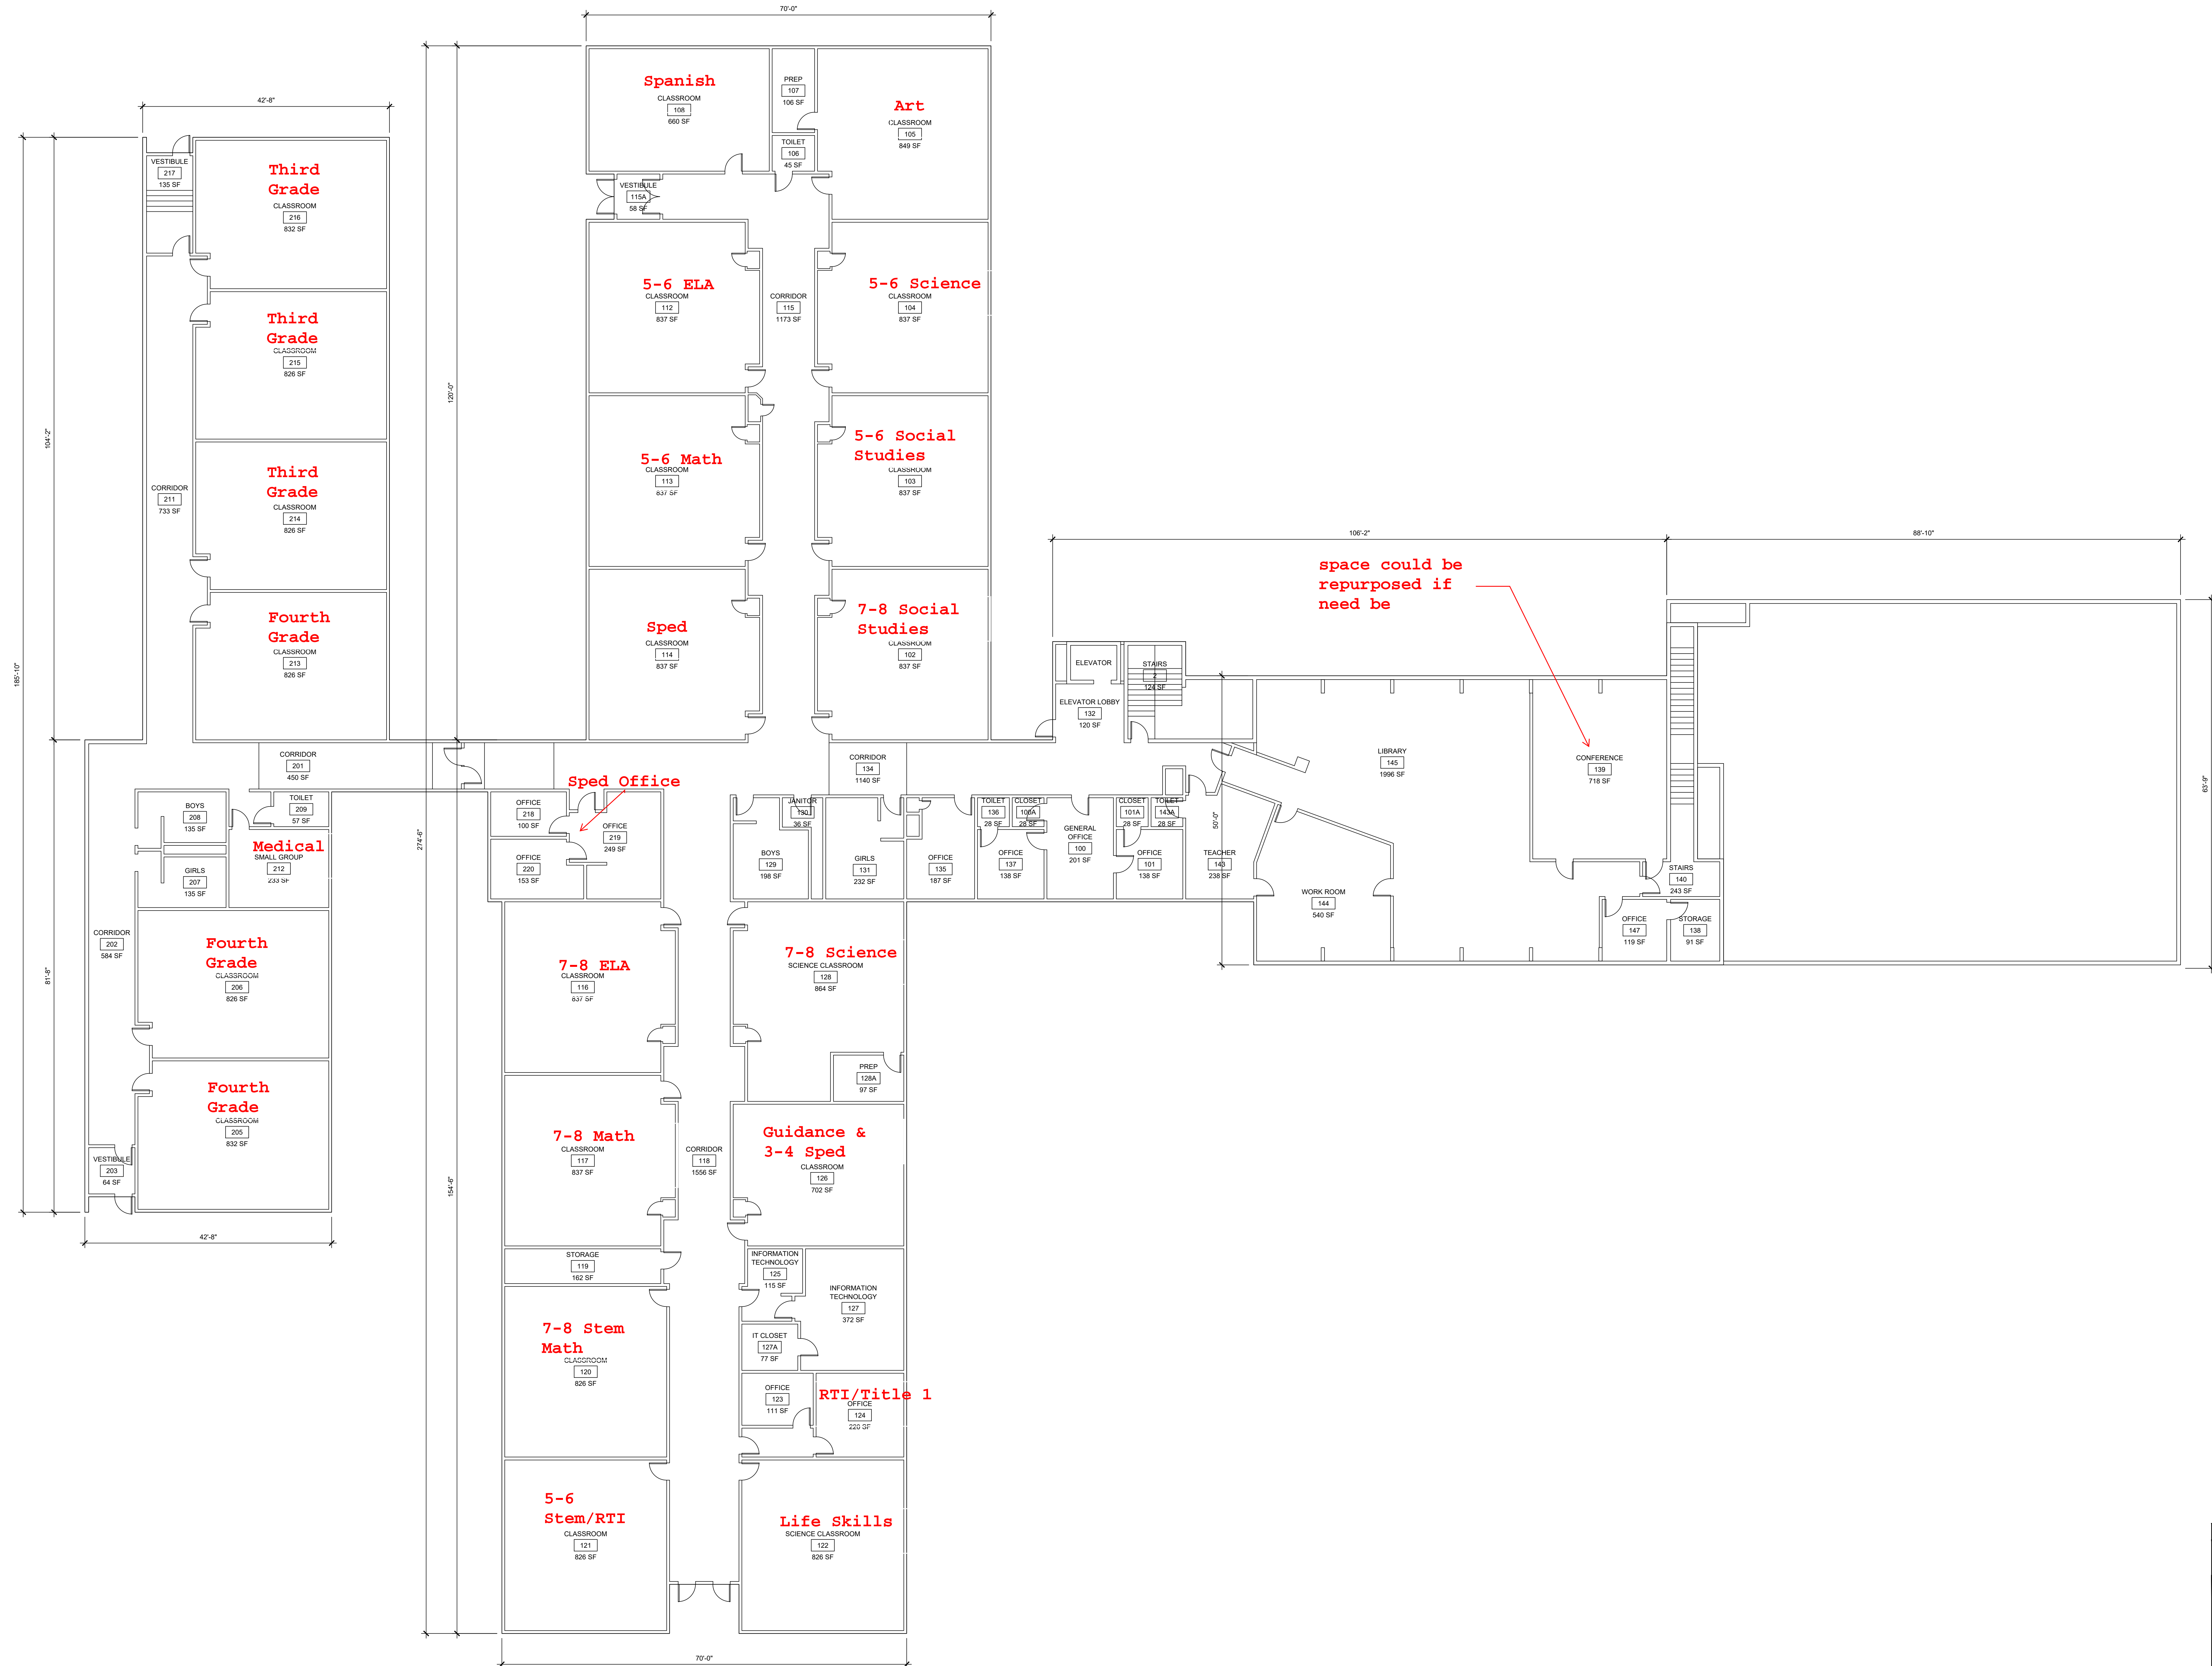 70'-0"
42'-8"
Spanish
CLASSROOM
108
660 SF
PREP
107
106 SF
Art
CLASSROOM
105
849 SF
TOILET
106
45 SF
VESTIBULE
115A
58 SF
VESTIBULE
217
135 SF
Third
Grade
CLASSROOM
216
832 SF
Third
Grade
CLASSROOM
215
826 SF
Third
Grade
CLASSROOM
214
826 SF
Fourth
Grade
CLASSROOM
213
826 SF
CORRIDOR
211
733 SF
104'-2"
185'-10"
81'-8"
120'-0"
274'-6"
154'-6"
5-6 ELA
CLASSROOM
112
837 SF
CORRIDOR
115
1173 SF
5-6 Science
CLASSROOM
104
837 SF
5-6 Math
CLASSROOM
113
837 SF
5-6 Social
Studies
CLASSROOM
103
837 SF
Sped
CLASSROOM
114
837 SF
7-8 Social
Studies
CLASSROOM
102
837 SF
106'-2"
88'-10"
space could be
repurposed if
need be
63'-9"
50'-0"
ELEVATOR
STAIRS
2
124 SF
ELEVATOR LOBBY
132
120 SF
LIBRARY
145
1996 SF
CONFERENCE
139
718 SF
CORRIDOR
201
450 SF
CORRIDOR
134
1140 SF
Sped Office
BOYS
208
135 SF
TOILET
209
57 SF
Medical
SMALL GROUP
212
233 SF
GIRLS
207
135 SF
OFFICE
218
100 SF
OFFICE
219
249 SF
OFFICE
220
153 SF
JANITOR
130
36 SF
BOYS
129
198 SF
GIRLS
131
232 SF
OFFICE
135
187 SF
TOILET
136
28 SF
CLOSET
100A
28 SF
OFFICE
137
138 SF
GENERAL
OFFICE
100
201 SF
CLOSET
101A
28 SF
TOILET
143A
28 SF
OFFICE
101
138 SF
TEACHER
143
238 SF
WORK ROOM
144
540 SF
STAIRS
140
243 SF
OFFICE
147
119 SF
STORAGE
138
91 SF
CORRIDOR
202
584 SF
Fourth
Grade
CLASSROOM
206
826 SF
Fourth
Grade
CLASSROOM
205
832 SF
VESTIBULE
203
64 SF
42'-8"
7-8 ELA
CLASSROOM
116
837 SF
7-8 Science
SCIENCE CLASSROOM
128
864 SF
PREP
128A
97 SF
7-8 Math
CLASSROOM
117
837 SF
CORRIDOR
118
1556 SF
Guidance &
3-4 Sped
CLASSROOM
126
702 SF
STORAGE
119
162 SF
INFORMATION
TECHNOLOGY
125
115 SF
INFORMATION
TECHNOLOGY
127
372 SF
IT CLOSET
127A
77 SF
7-8 Stem
Math
CLASSROOM
120
826 SF
OFFICE
123
111 SF
RTI/Title 1
OFFICE
124
220 SF
5-6
Stem/RTI
CLASSROOM
121
826 SF
Life Skills
SCIENCE CLASSROOM
122
826 SF
70'-0"